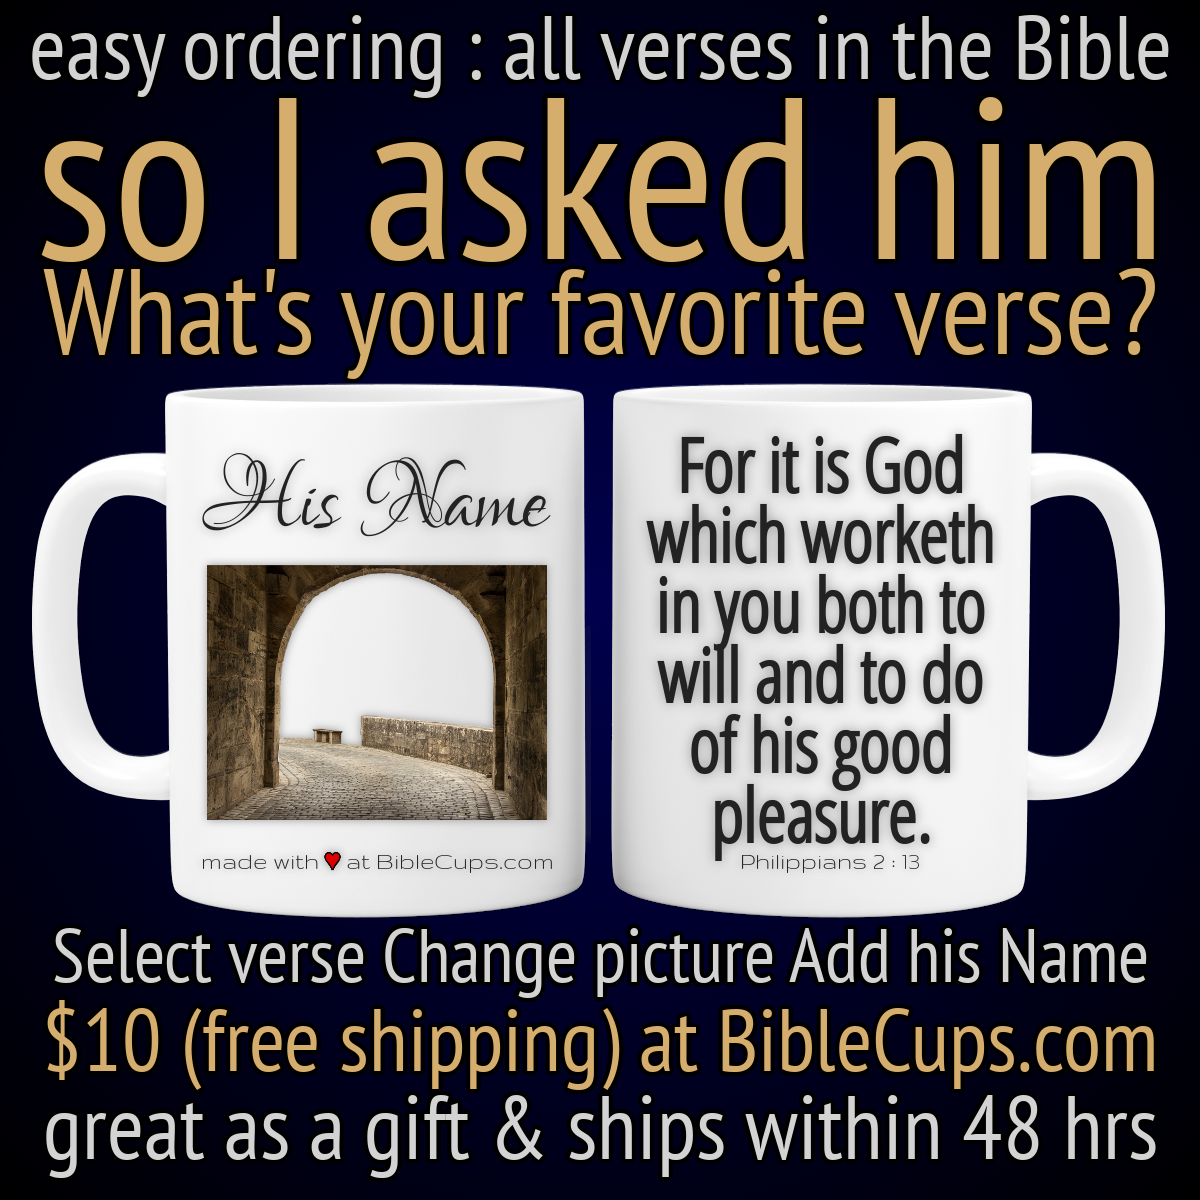 easy ordering : all verses in the Bible
so I asked him
What's your favorite verse?
His Name
made with ♥ at BibleCups.com
For it is God
which worketh
in you both to
will and to do
of his good
pleasure.
Philippians 2 : 13
Select verse Change picture Add his Name
$10 (free shipping) at BibleCups.com
great as a gift & ships within 48 hrs